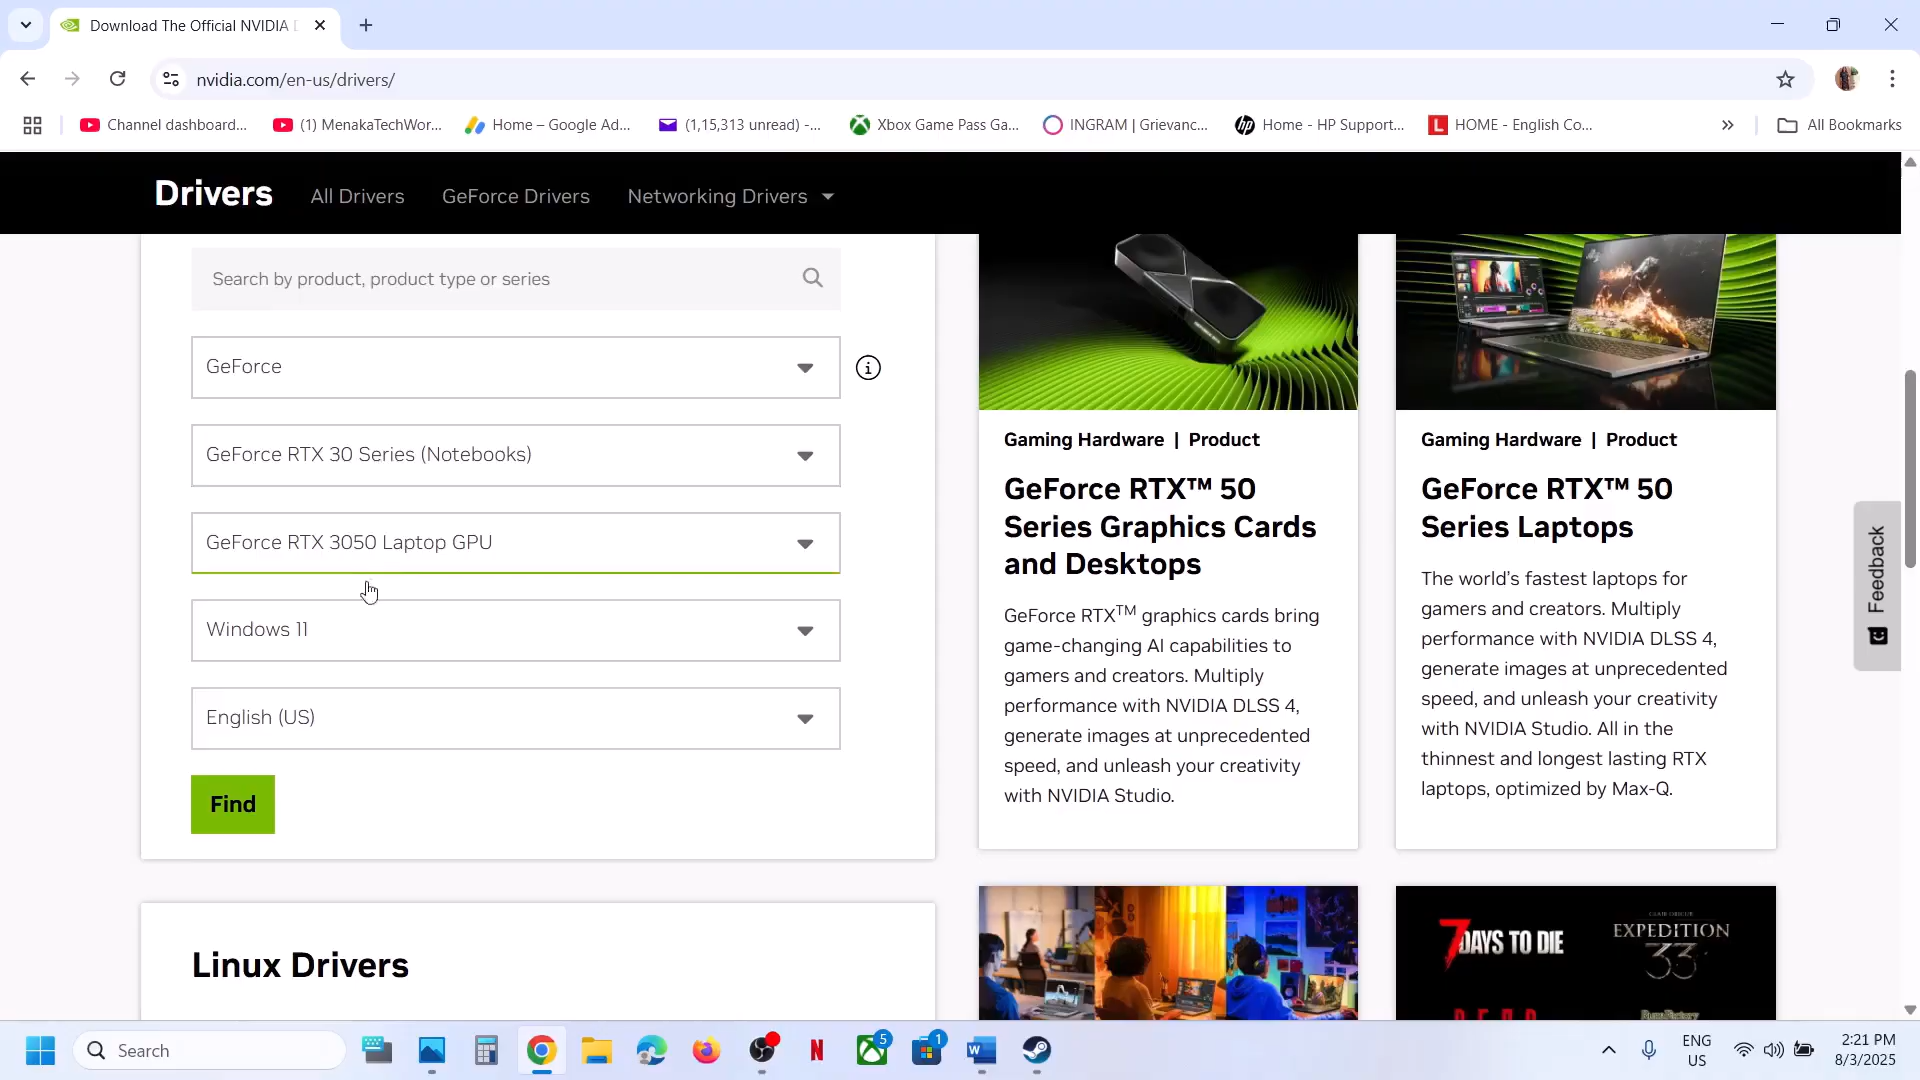 Download The Official NVIDIA
nvidia.com/en-us/drivers/
Channel dashboard...
(1) MenakaTechWor...
Home – Google Ad...
(1,15,313 unread) -...
Xbox Game Pass Ga...
INGRAM | Grievanc...
Home - HP Support...
HOME - English Co...
»
All Bookmarks
Drivers
All Drivers
GeForce Drivers
Networking Drivers
Search by product, product type or series
GeForce
GeForce RTX 30 Series (Notebooks)
GeForce RTX 3050 Laptop GPU
Windows 11
English (US)
Find
Linux Drivers
Gaming Hardware | Product
GeForce RTX™ 50
Series Graphics Cards
and Desktops
GeForce RTX™ graphics cards bring
game-changing AI capabilities to
gamers and creators. Multiply
performance with NVIDIA DLSS 4,
generate images at unprecedented
speed, and unleash your creativity
with NVIDIA Studio.
Gaming Hardware | Product
GeForce RTX™ 50
Series Laptops
The world's fastest laptops for
gamers and creators. Multiply
performance with NVIDIA DLSS 4,
generate images at unprecedented
speed, and unleash your creativity
with NVIDIA Studio. All in the
thinnest and longest lasting RTX
laptops, optimized by Max-Q.
7 DAYS TO DIE
CLAIR OBSCUR
EXPEDITION
33
Feedback
Search
5
1
ENG
US
2:21 PM
8/3/2025